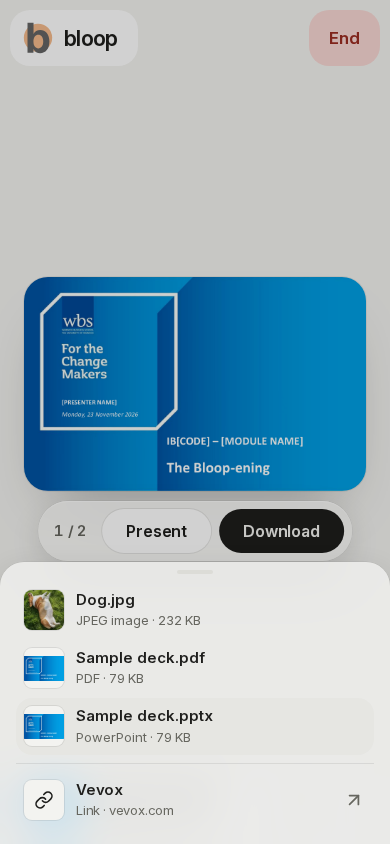 bloop
End
wbs
For the
Change
Makers
[PRESENTER NAME]
Monday, 23 November 2026
IB[CODE] – [MODULE NAME]
The Bloop-ening
1 / 2
Present
Download
Dog.jpg
JPEG image · 232 KB
Sample deck.pdf
PDF · 79 KB
Sample deck.pptx
PowerPoint · 79 KB
Vevox
Link · vevox.com